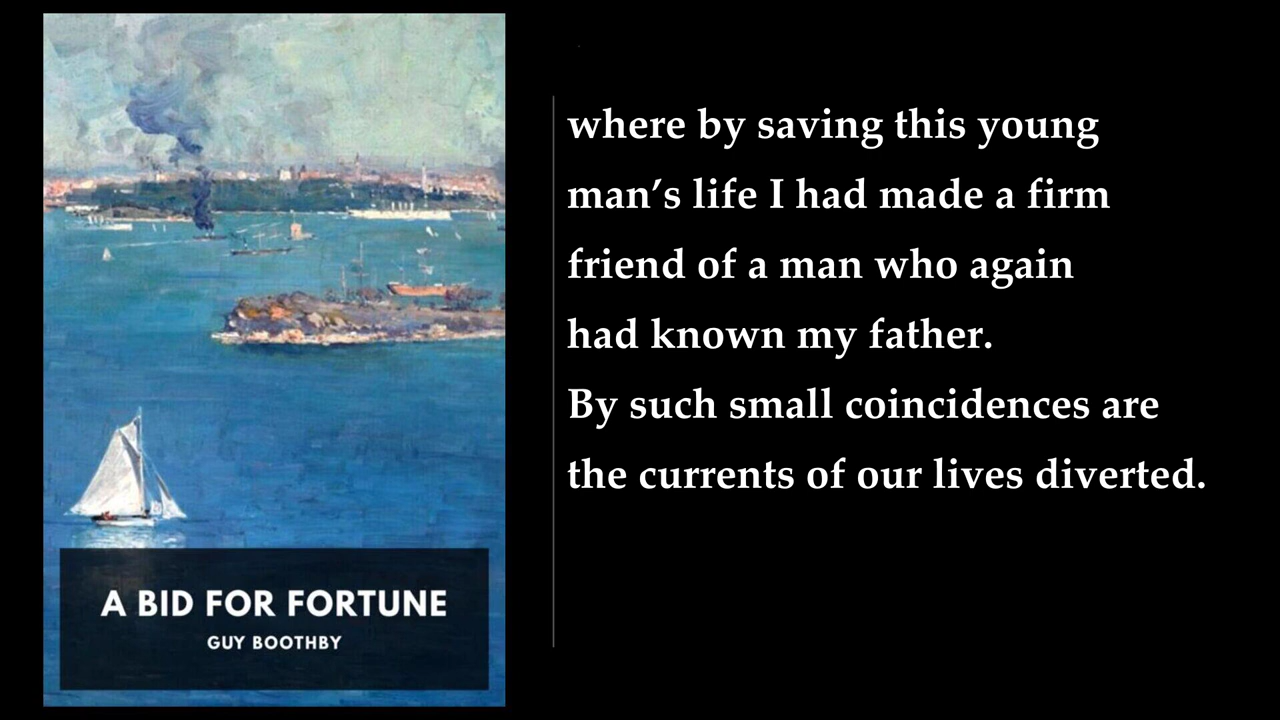 where by saving this young
man’s life I had made a firm
friend of a man who again
had known my father.
By such small coincidences are
the currents of our lives diverted.
A BID FOR FORTUNE
GUY BOOTHBY